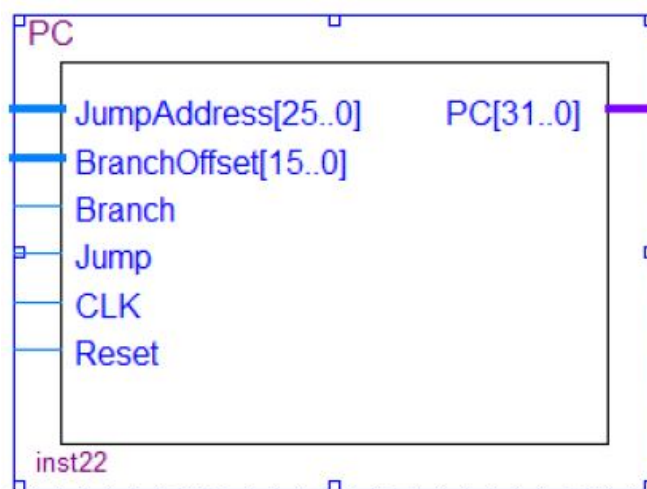 PC
JumpAddress[25..0] PC[31..0]
BranchOffset[15..0]
Branch
Jump
CLK
Reset
inst22